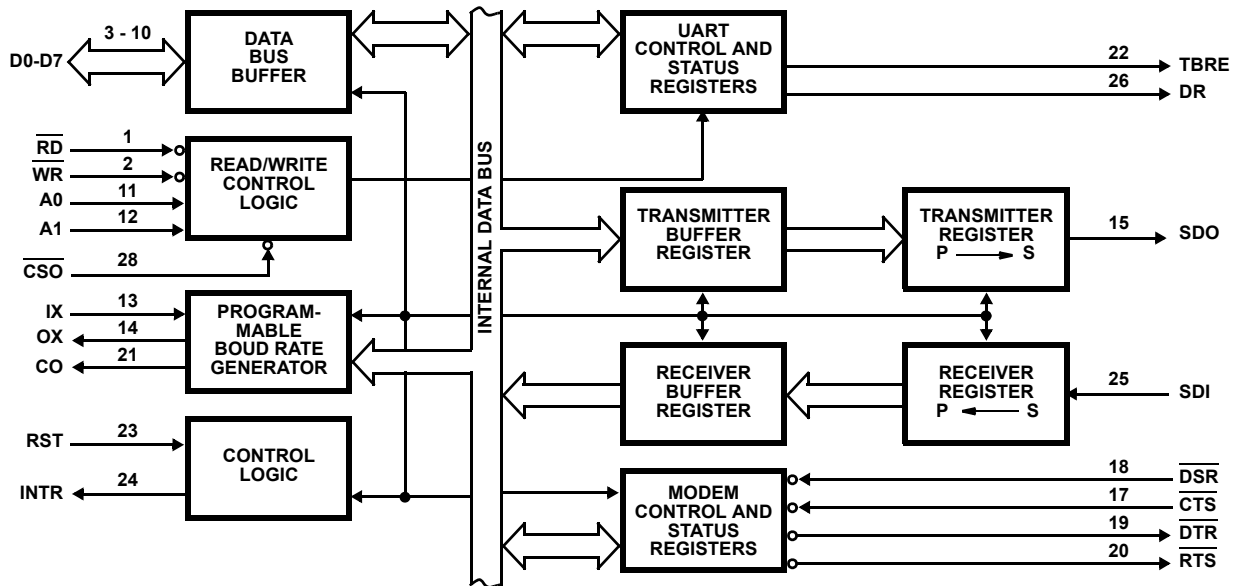 3 - 10
D0-D7
DATA
BUS
BUFFER
RD
1
WR
2
A0
11
A1
12
READ/WRITE
CONTROL
LOGIC
CSO
28
IX
13
OX
14
CO
21
PROGRAM-
MABLE
BOUD RATE
GENERATOR
RST
23
INTR
24
CONTROL
LOGIC
INTERNAL DATA BUS
UART
CONTROL AND
STATUS
REGISTERS
22
TBRE
26
DR
TRANSMITTER
BUFFER
REGISTER
TRANSMITTER
REGISTER
P S
15
SDO
RECEIVER
BUFFER
REGISTER
RECEIVER
REGISTER
P S
25
SDI
MODEM
CONTROL AND
STATUS
REGISTERS
18
DSR
17
CTS
19
DTR
20
RTS